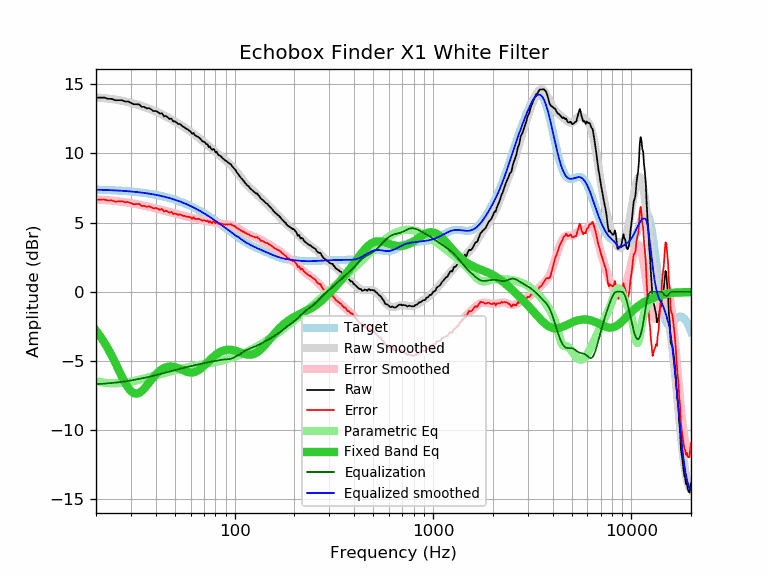 Echobox Finder X1 White Filter
Amplitude (dBr)
15
10
5
0
−5
−10
−15
Target
Raw Smoothed
Error Smoothed
Raw
Error
Parametric Eq
Fixed Band Eq
Equalization
Equalized smoothed
100 1000 10000
Frequency (Hz)